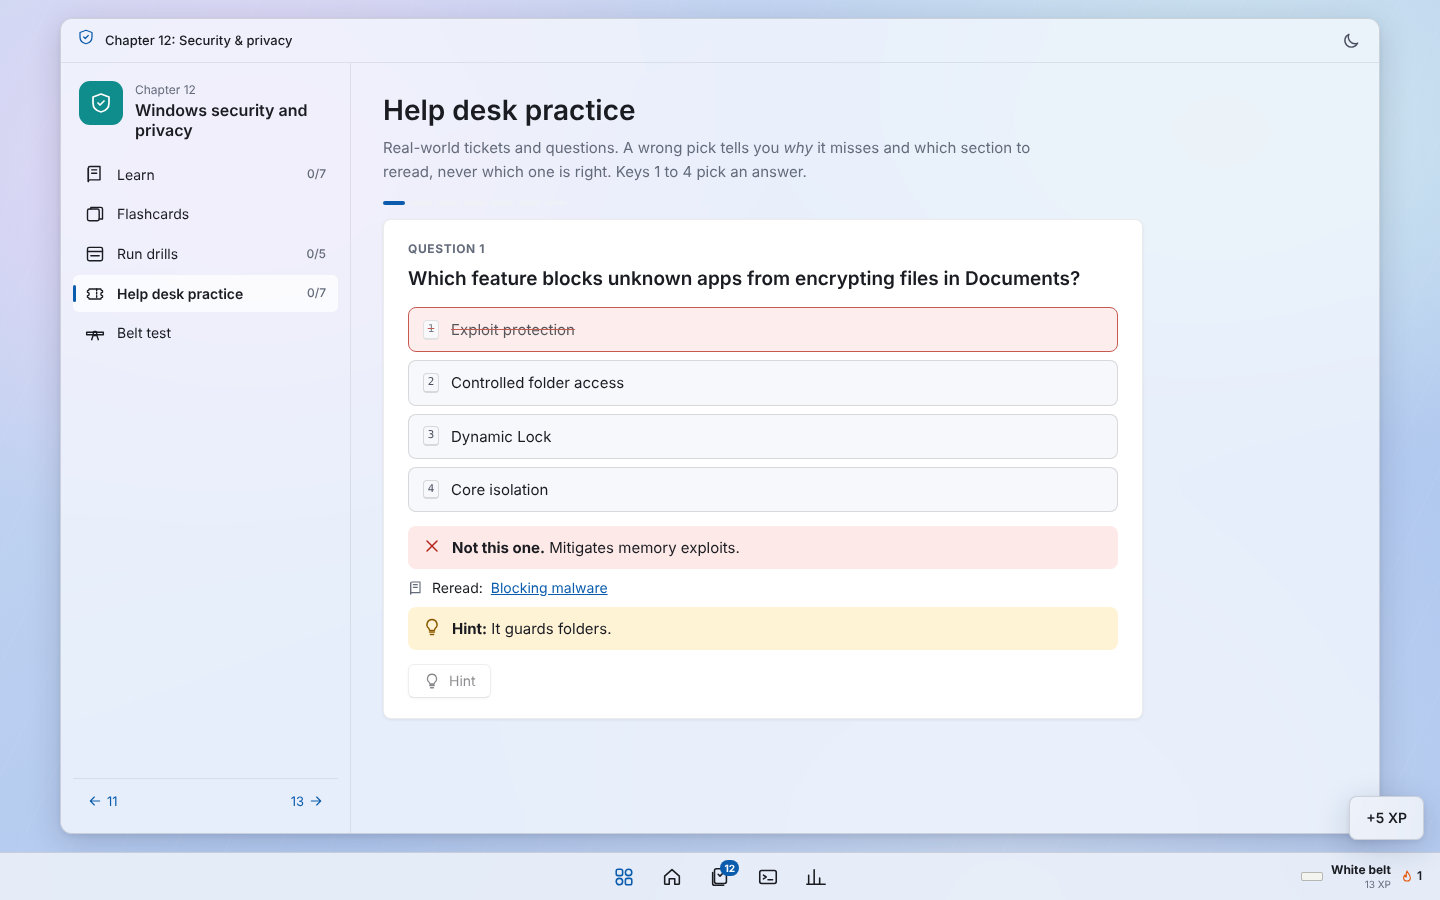 Chapter 12: Security & privacy
Chapter 12
Windows security and
privacy
Learn 0/7
Flashcards
Run drills 0/5
Help desk practice 0/7
Belt test
← 11 13 →
Help desk practice
Real-world tickets and questions. A wrong pick tells you why it misses and which section to
reread, never which one is right. Keys 1 to 4 pick an answer.
QUESTION 1
Which feature blocks unknown apps from encrypting files in Documents?
1 Exploit protection
2 Controlled folder access
3 Dynamic Lock
4 Core isolation
Not this one. Mitigates memory exploits.
Reread: Blocking malware
Hint: It guards folders.
Hint
+5 XP
12
White belt
13 XP
1